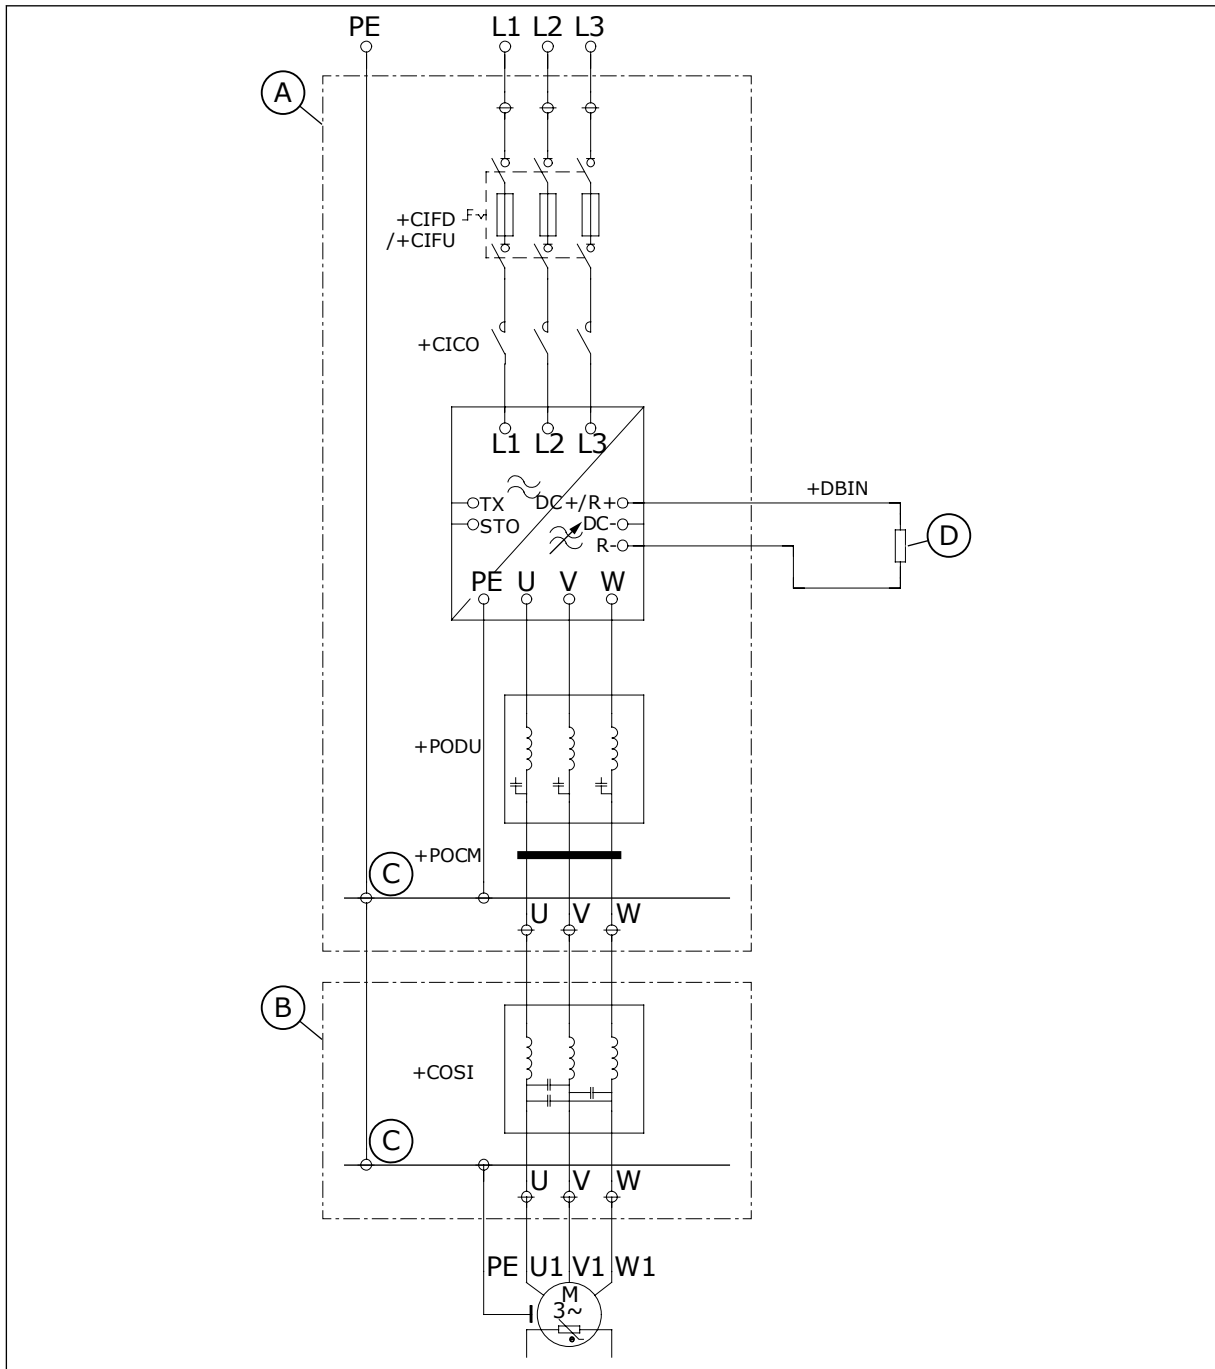 PE L1 L2 L3
A
+CIFD
/+CIFU
+CICO
L1 L2 L3
+DBIN
TX DC+/R+
STO DC-
D
R-
PE U V W
+PODU
+POCM
C
U V W
B
+COSI
C
U V W
PE U1 V1 W1
M
3~